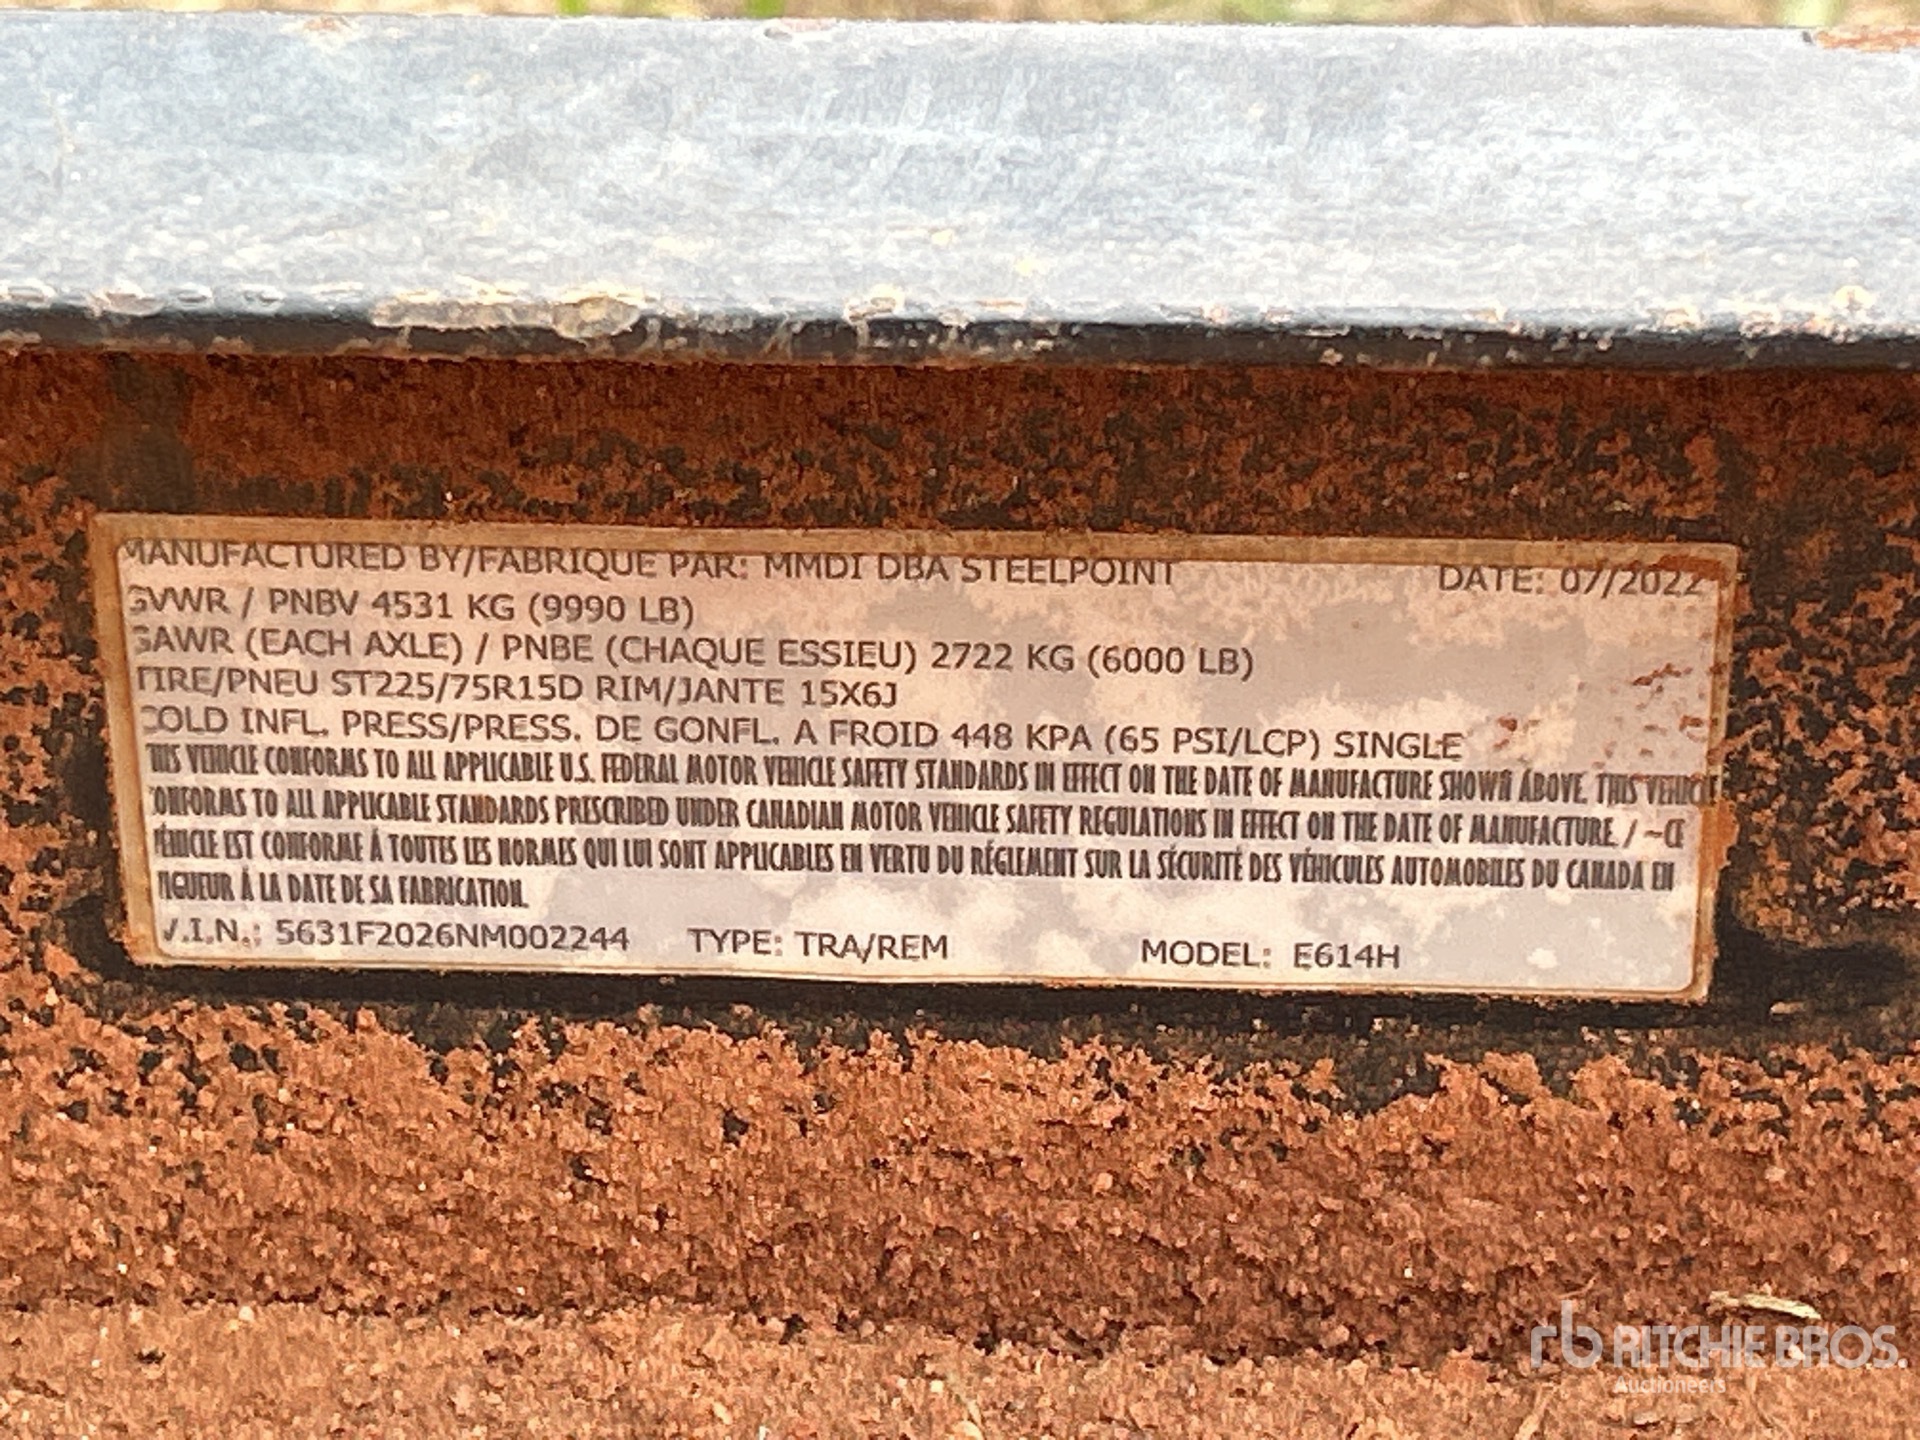 MANUFACTURED BY/FABRIQUE PAR: MMDI DBA STEELPOINT DATE: 07/2022
GVWR / PNBV 4531 KG (9990 LB)
GAWR (EACH AXLE) / PNBE (CHAQUE ESSIEU) 2722 KG (6000 LB)
TIRE/PNEU ST225/75R15D RIM/JANTE 15X6J
COLD INFL. PRESS/PRESS. DE GONFL. A FROID 448 KPA (65 PSI/LCP) SINGLE
THIS VEHICLE CONFORMS TO ALL APPLICABLE U.S. FEDERAL MOTOR VEHICLE SAFETY STANDARDS IN EFFECT ON THE DATE OF MANUFACTURE SHOWN ABOVE. THIS VEHICLE
CONFORMS TO ALL APPLICABLE STANDARDS PRESCRIBED UNDER CANADIAN MOTOR VEHICLE SAFETY REGULATIONS IN EFFECT ON THE DATE OF MANUFACTURE. / ~CE
VÉHICLE EST CONFORME À TOUTES LES NORMES QUI LUI SONT APPLICABLES EN VERTU DU RÉGLEMENT SUR LA SÉCURITÉ DES VÉHICULES AUTOMOBILES DU CANADA EN
VIGUEUR À LA DATE DE SA FABRICATION.
V.I.N.: 5631F2026NM002244 TYPE: TRA/REM MODEL: E614H
rb RITCHIE BROS.
Auctioneers